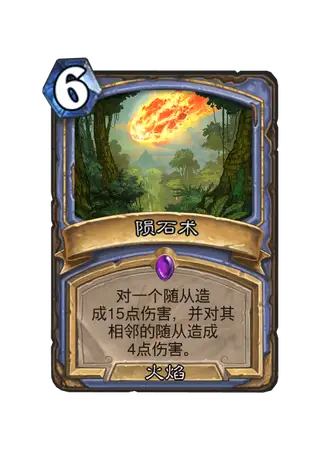 6
陨石术
对一个随从造
成15点伤害，并对其
相邻的随从造成
4点伤害。
火焰